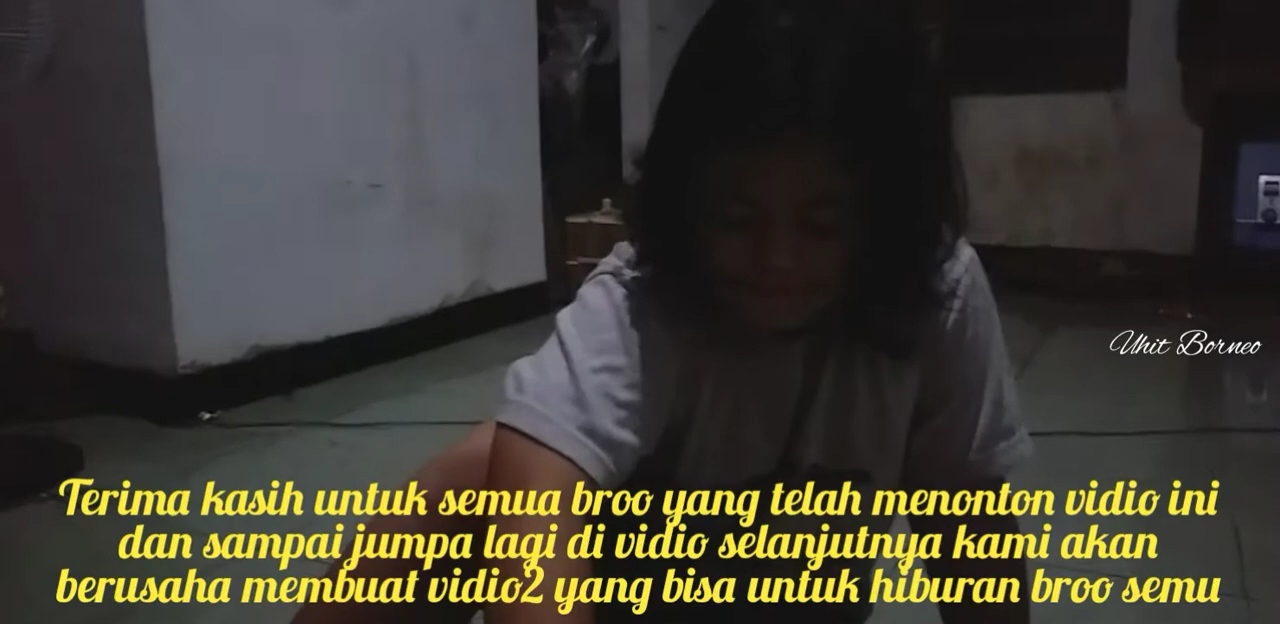 Uhit Borneo
Terima kasih untuk semua broo yang telah menonton vidio ini
dan sampai jumpa lagi di vidio selanjutnya kami akan
berusaha membuat vidio2 yang bisa untuk hiburan broo semu